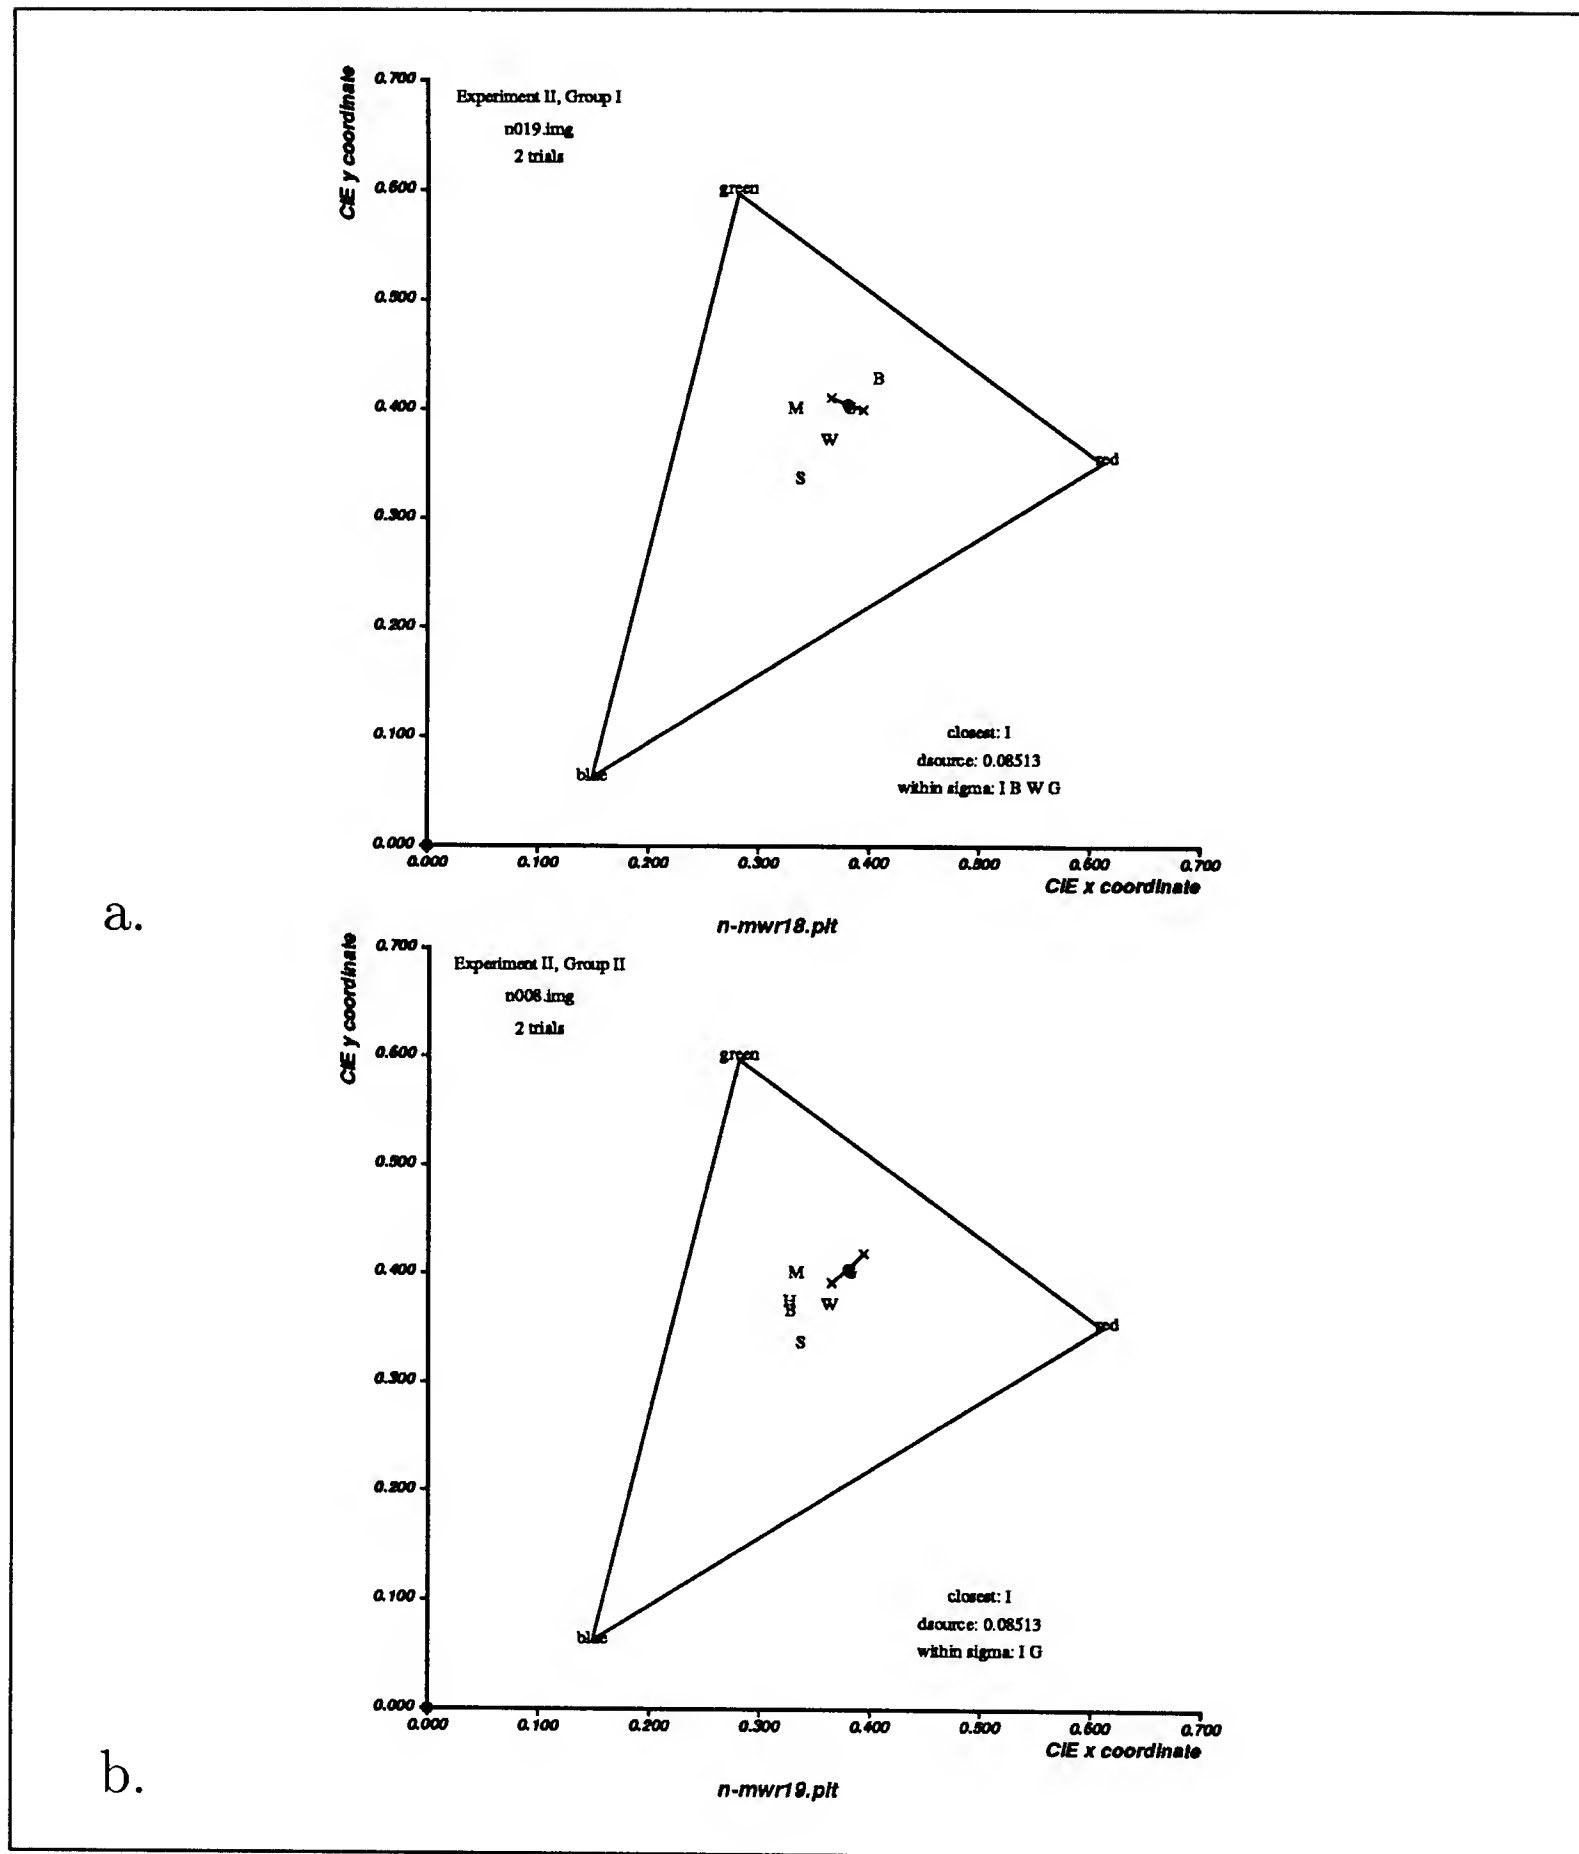 CIE y coordinate
0.700
Experiment II, Group I
n019.img
2 trials
0.600
green
0.500
B
0.400
M
G
W
red
S
0.300
0.200
0.100
closest: I
dsource: 0.08513
blue
within sigma: I B W G
0.000
0.000 0.100 0.200 0.300 0.400 0.500 0.600 0.700
CIE x coordinate
a.
n-mwr18.plt
CIE y coordinate
0.700
Experiment II, Group II
n008.img
2 trials
0.600
green
0.500
0.400
M
G
H
W
B
red
S
0.300
0.200
0.100
closest: I
dsource: 0.08513
blue
within sigma: I G
0.000
0.000 0.100 0.200 0.300 0.400 0.500 0.600 0.700
CIE x coordinate
b.
n-mwr19.plt